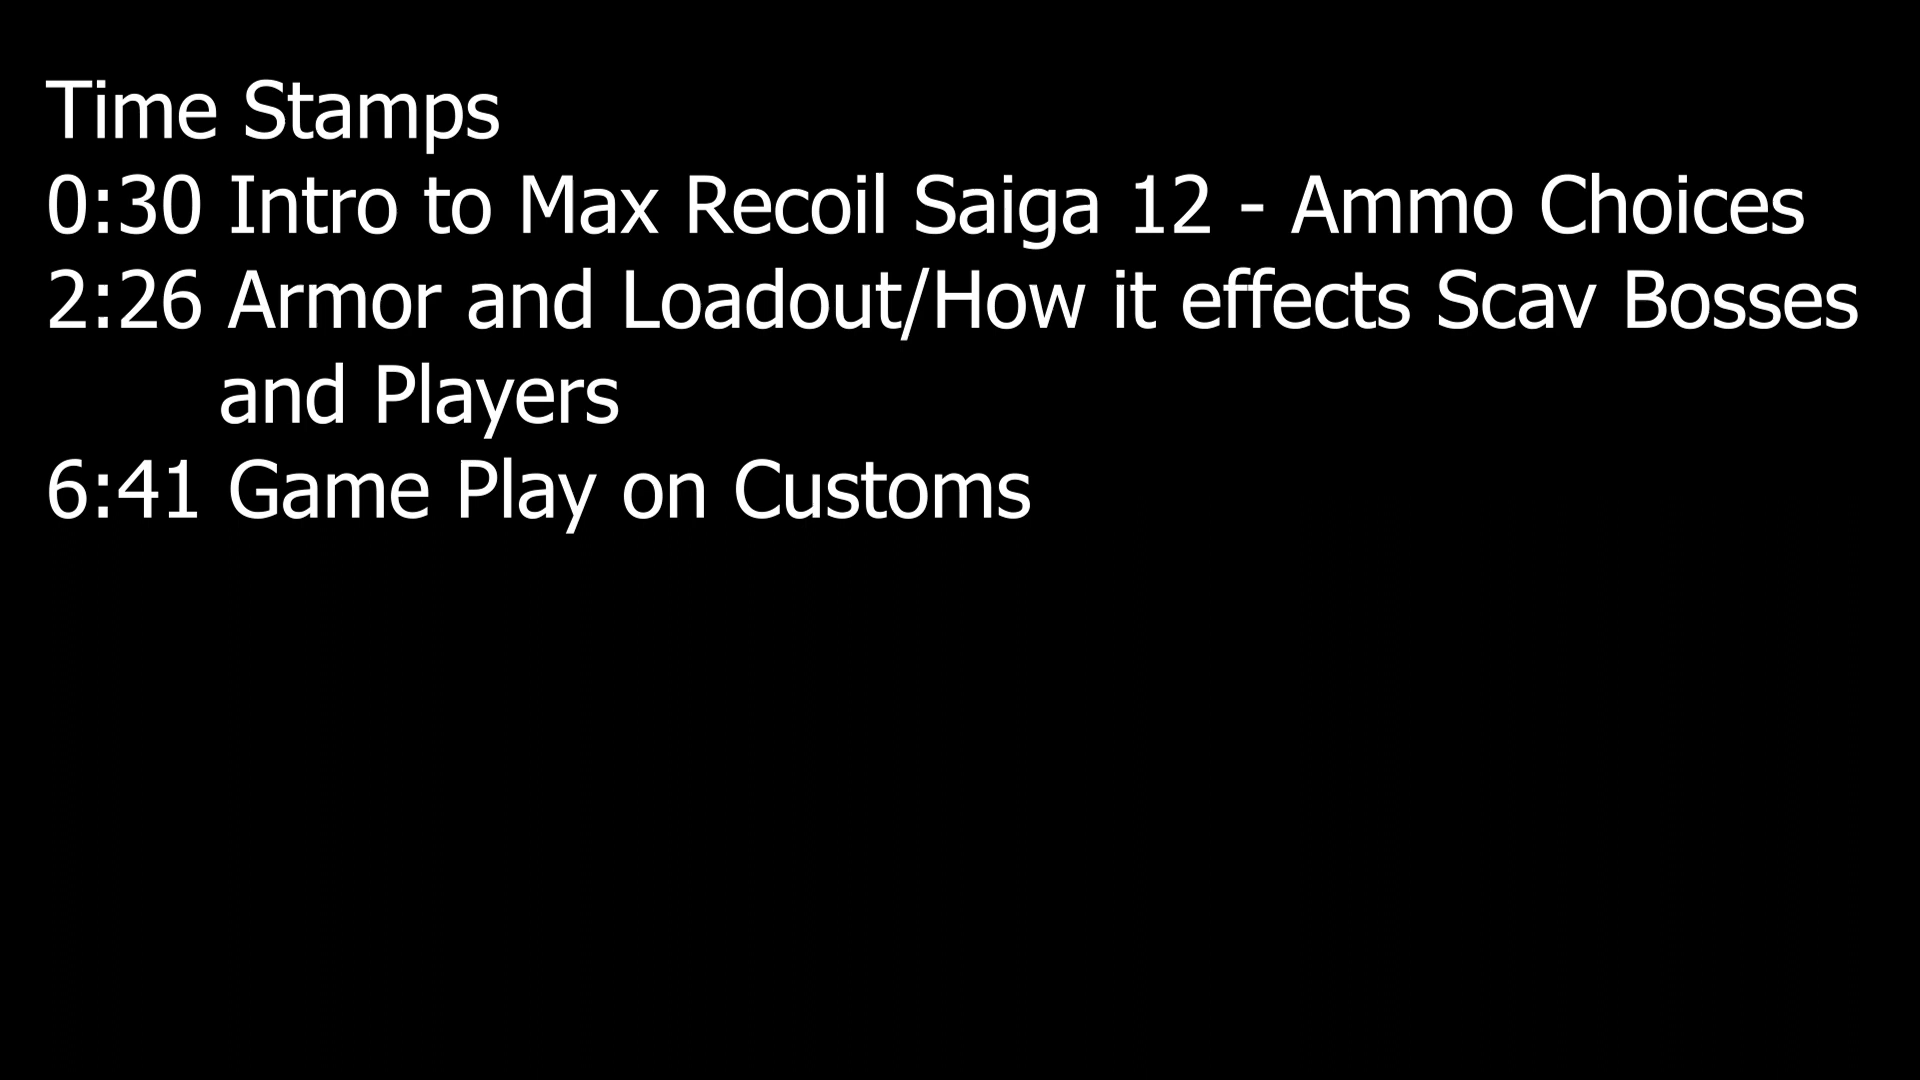 Time Stamps
0:30 Intro to Max Recoil Saiga 12 - Ammo Choices
2:26 Armor and Loadout/How it effects Scav Bosses
and Players
6:41 Game Play on Customs